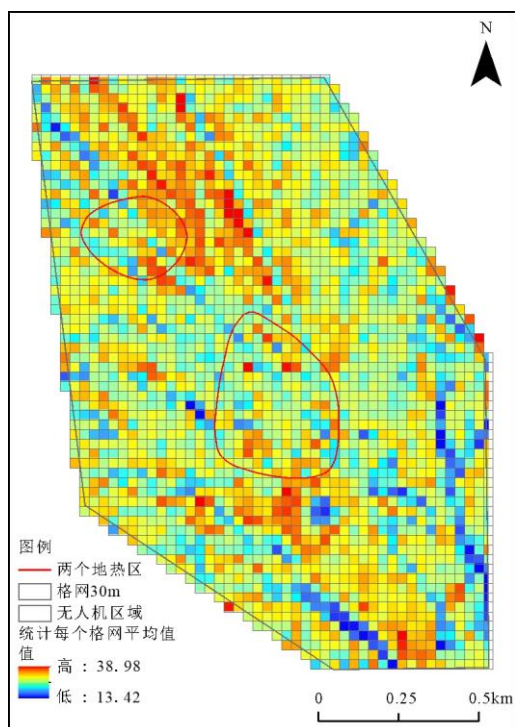 N
图例
两个地热区
格网30m
无人机区域
统计每个格网平均值
值
高：38.98
低：13.42
0 0.25 0.5km